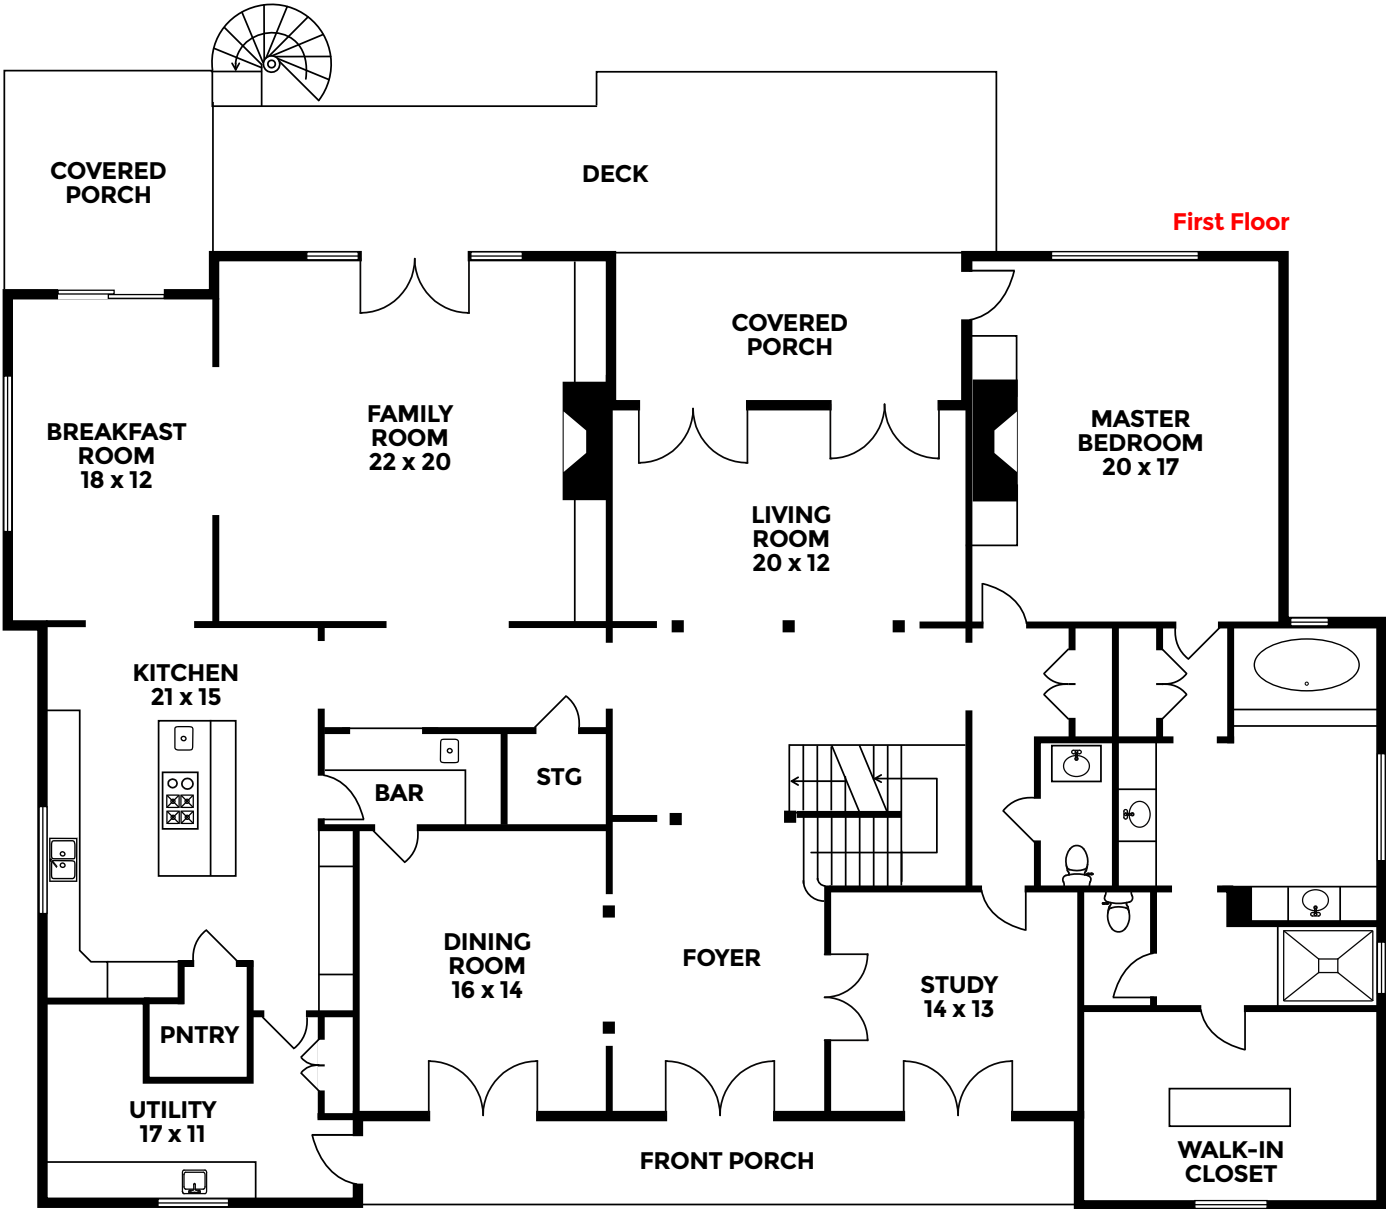 COVERED
PORCH
DECK
First Floor
COVERED
PORCH
BREAKFAST
ROOM
18 x 12
FAMILY
ROOM
22 x 20
MASTER
BEDROOM
20 x 17
LIVING
ROOM
20 x 12
KITCHEN
21 x 15
BAR
STG
DINING
ROOM
16 x 14
FOYER
STUDY
14 x 13
PNTRY
UTILITY
17 x 11
FRONT PORCH
WALK-IN
CLOSET